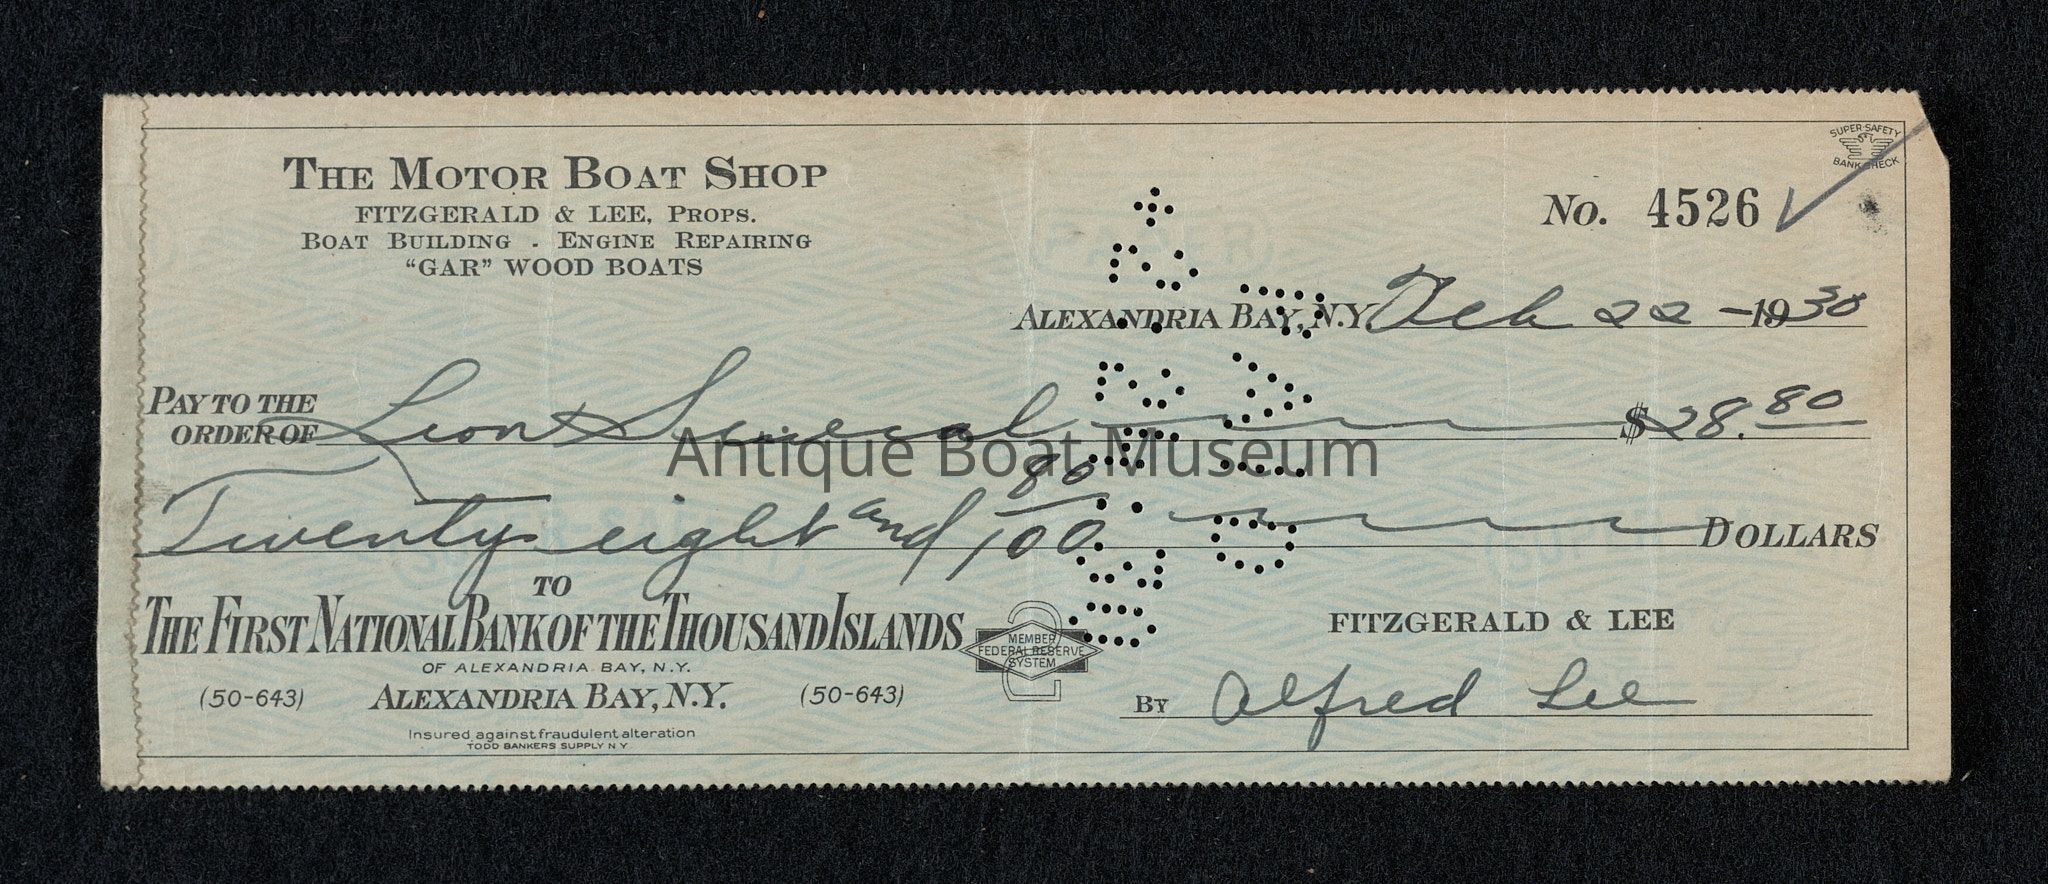 SUPER-SAFETY
BANK CHECK
THE MOTOR BOAT SHOP
FITZGERALD & LEE, PROPS.
BOAT BUILDING - ENGINE REPAIRING
"GAR" WOOD BOATS
No. 4526
ALEXANDRIA BAY, N.Y. Feb 22 - 1930
PAY TO THE
ORDER OF Leon $28.80
Antique Boat Museum
Twenty eight and 80/100 DOLLARS
TO
THE FIRST NATIONAL BANK OF THE THOUSAND ISLANDS
OF ALEXANDRIA BAY, N.Y.
(50-643) ALEXANDRIA BAY, N.Y. (50-643)
Insured against fraudulent alteration
TODD BANKERS SUPPLY N Y
MEMBER
FEDERAL RESERVE
SYSTEM
FITZGERALD & LEE
BY Alfred Lee